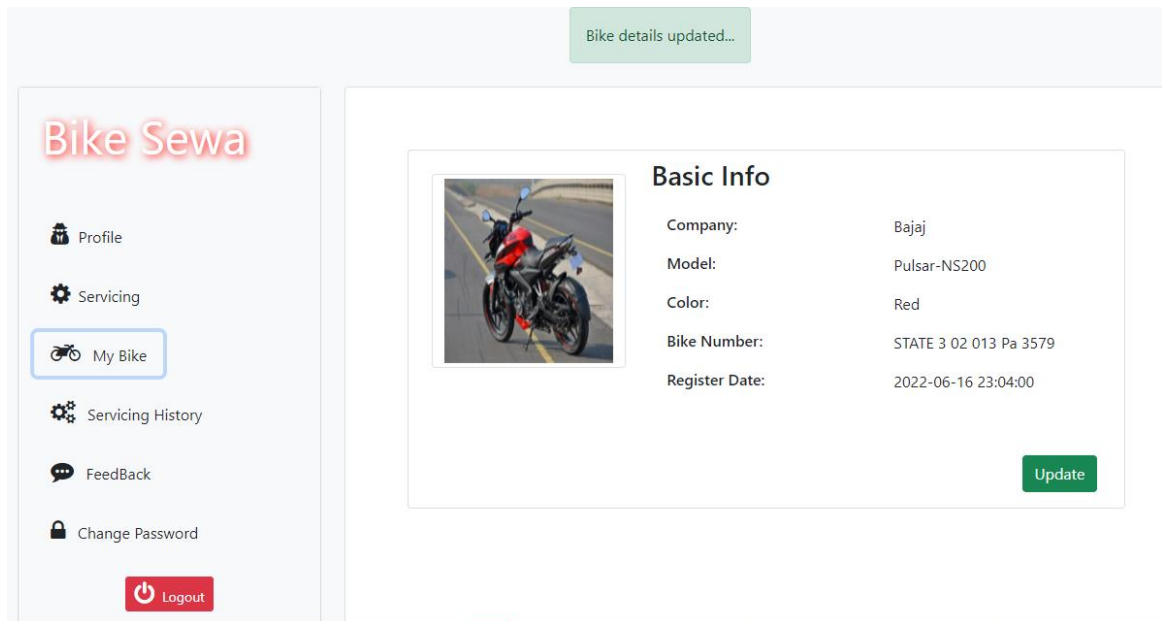 Bike details updated...
Bike Sewa
Profile
Servicing
My Bike
Servicing History
FeedBack
Change Password
Logout
Basic Info
Company: Bajaj
Model: Pulsar-NS200
Color: Red
Bike Number: STATE 3 02 013 Pa 3579
Register Date: 2022-06-16 23:04:00
Update